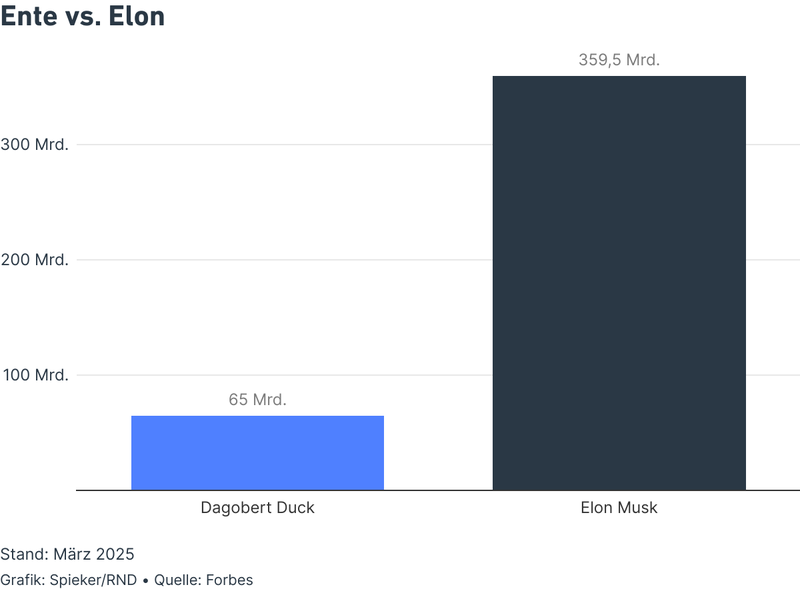 Ente vs. Elon
359,5 Mrd.
300 Mrd.
200 Mrd.
100 Mrd.
65 Mrd.
Dagobert Duck
Elon Musk
Stand: März 2025
Grafik: Spieker/RND • Quelle: Forbes